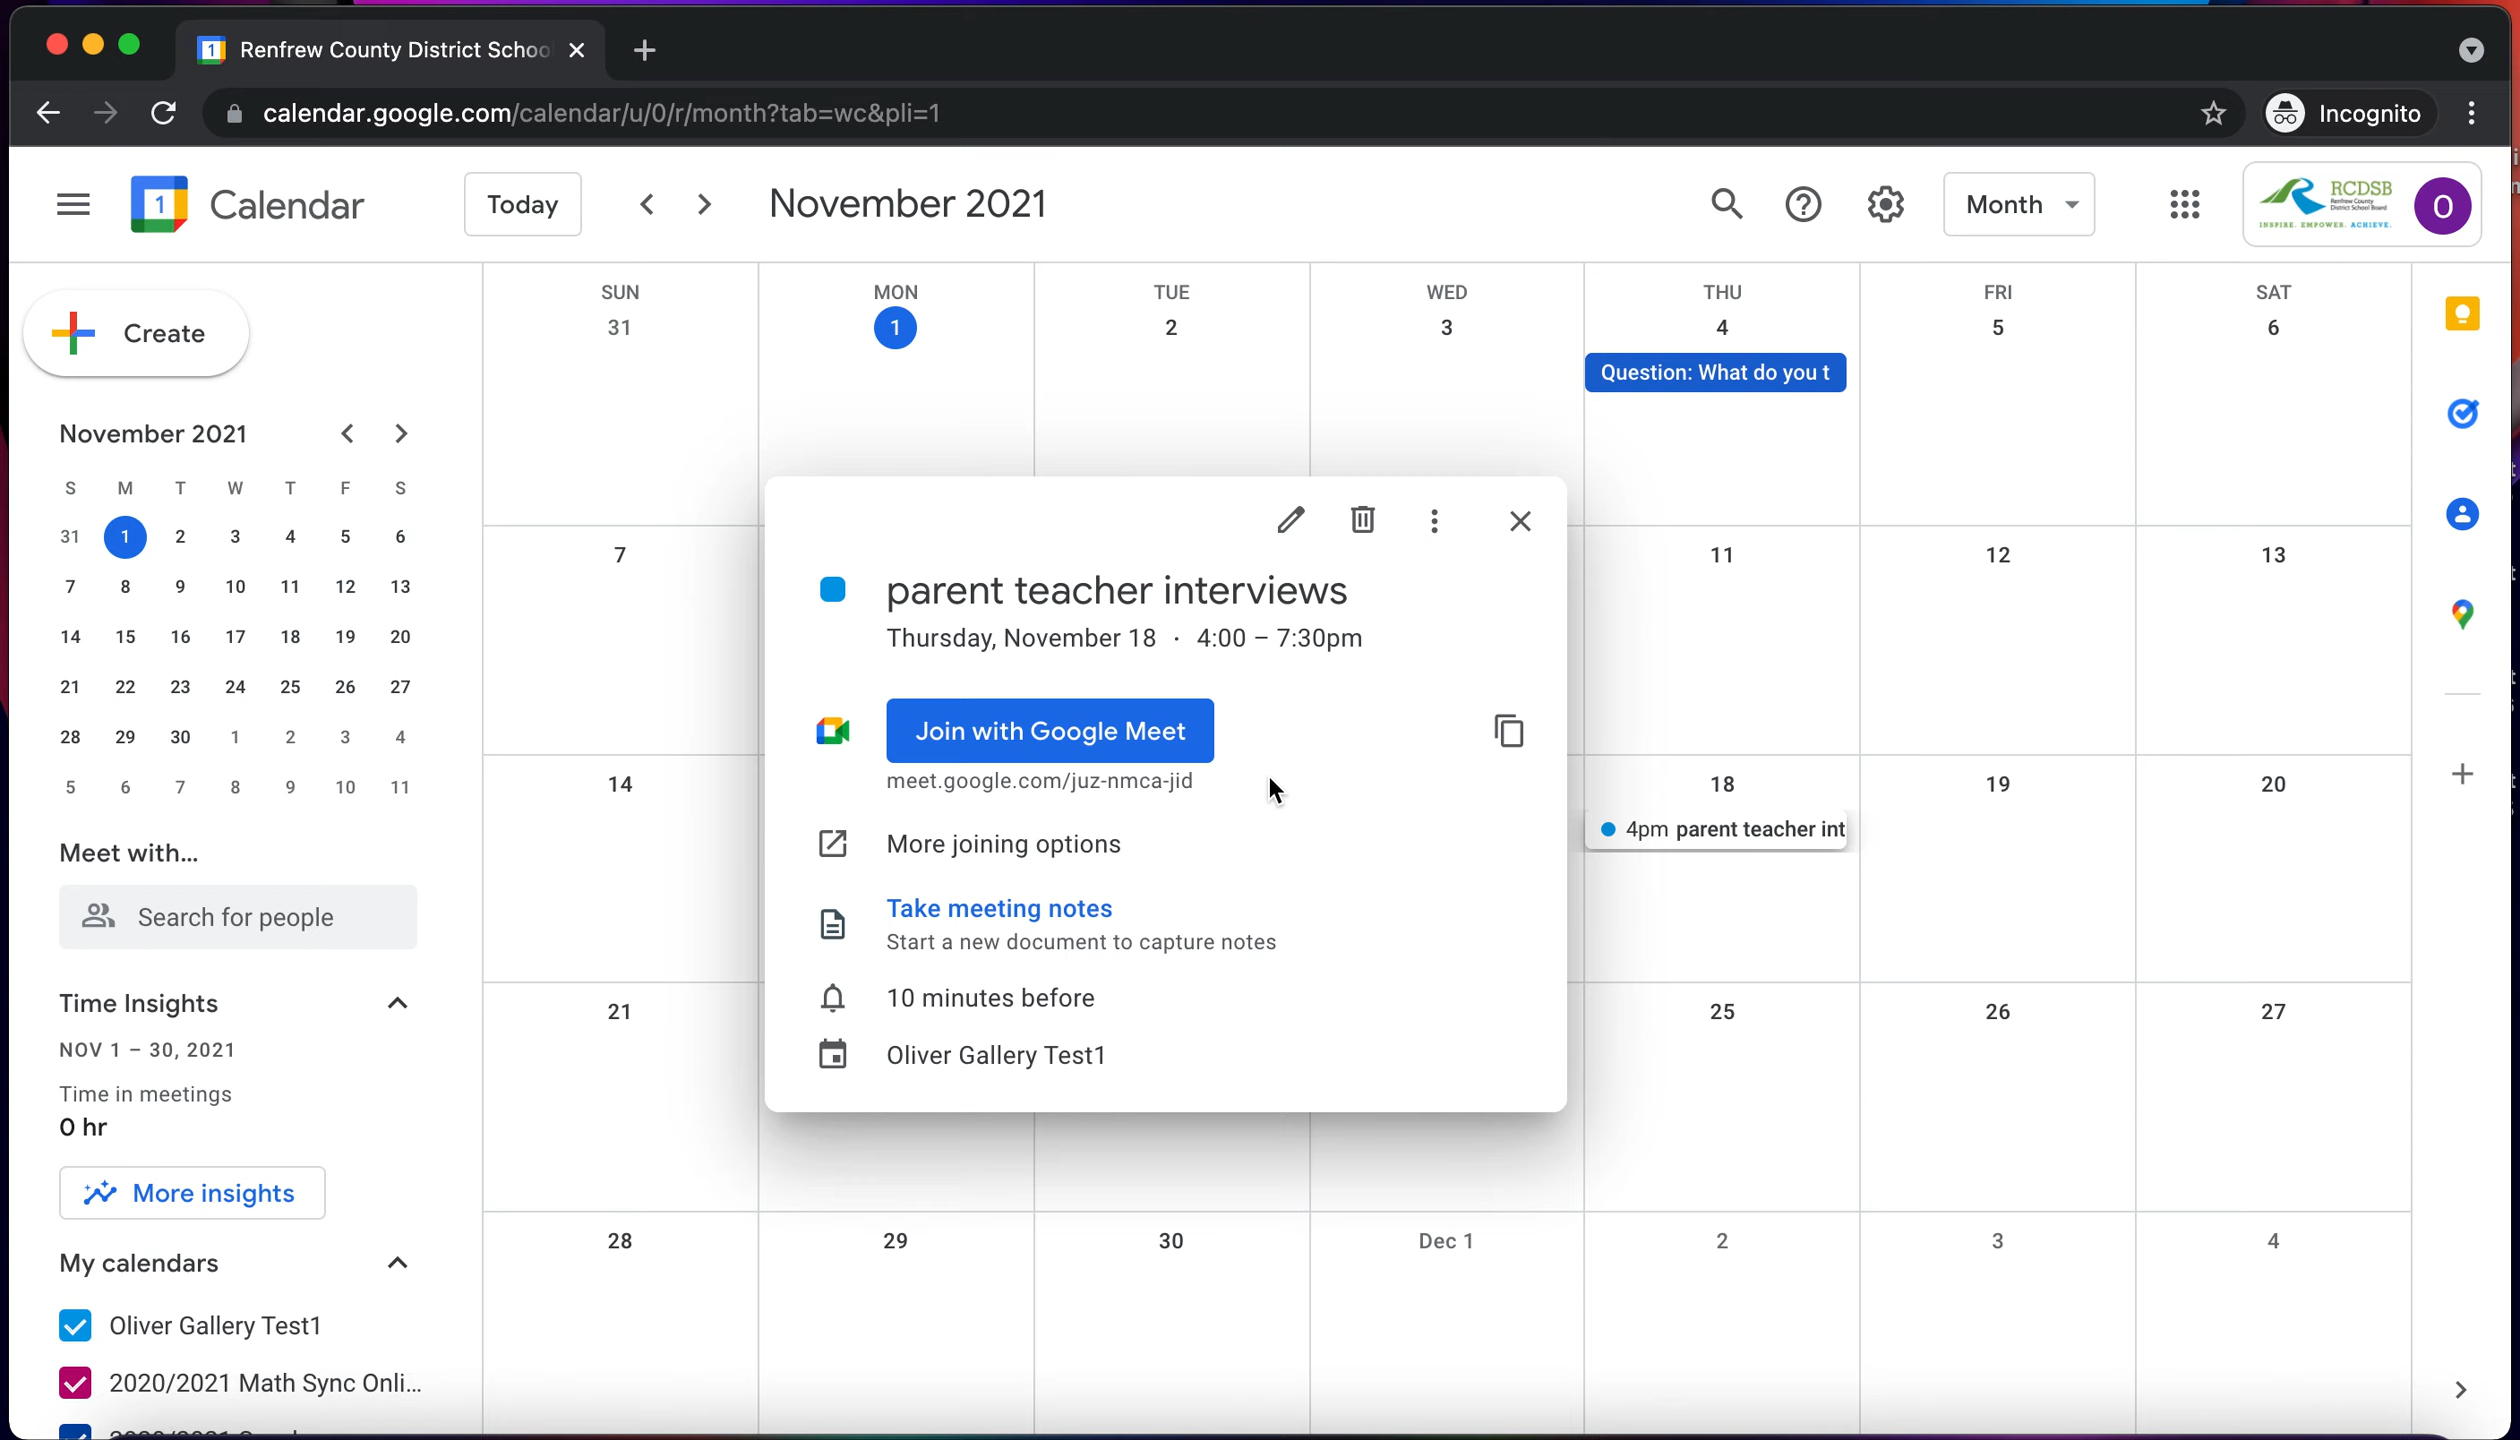 Renfrew County District Schoo
calendar.google.com/calendar/u/0/r/month?tab=wc&pli=1
Incognito
1
Calendar
Today
November 2021
Month
RCDSB
Renfrew County
District School Board
INSPIRE. EMPOWER. ACHIEVE.
O
Create
SUN MON TUE WED THU FRI SAT
31 1 2 3 4 5 6
Question: What do you t
November 2021
S M T W T F S
31 1 2 3 4 5 6
7 8 9 10 11 12 13
14 15 16 17 18 19 20
21 22 23 24 25 26 27
28 29 30 1 2 3 4
5 6 7 8 9 10 11
Meet with...
Search for people
Time Insights
NOV 1 – 30, 2021
Time in meetings
0 hr
More insights
My calendars
Oliver Gallery Test1
2020/2021 Math Sync Onli...
7 11 12 13
14 18 19 20
4pm parent teacher int
21 25 26 27
28 29 30 Dec 1 2 3 4
parent teacher interviews
Thursday, November 18 · 4:00 – 7:30pm
Join with Google Meet
meet.google.com/juz-nmca-jid
More joining options
Take meeting notes
Start a new document to capture notes
10 minutes before
Oliver Gallery Test1